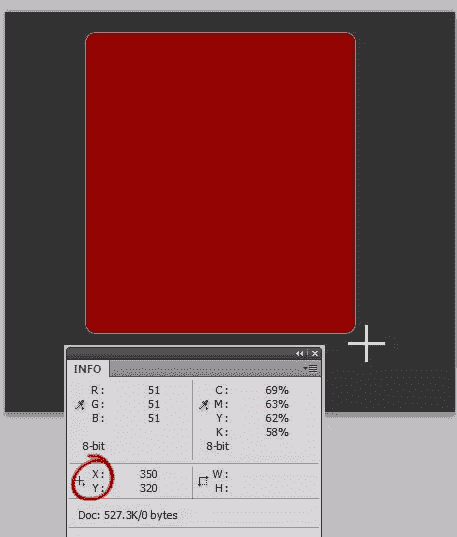 INFO
R: 51 C: 69%
G: 51 M: 63%
B: 51 Y: 62%
K: 58%
8-bit 8-bit
X: 350 W:
Y: 320 H:
Doc: 527.3K/0 bytes